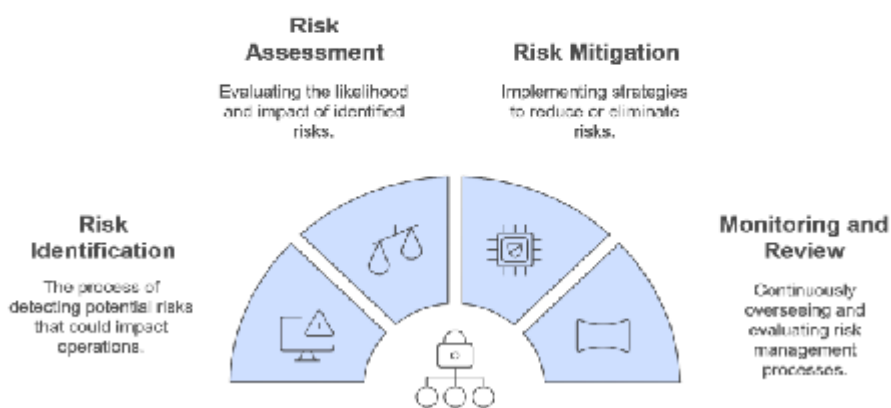 Risk
Assessment
Evaluating the likelihood
and impact of identified
risks.
Risk Mitigation
Implementing strategies
to reduce or eliminate
risks.
Risk
Identification
The process of
detecting potential risks
that could impact
operations.
Monitoring and
Review
Continuously
overseeing and
evaluating risk
management
processes.